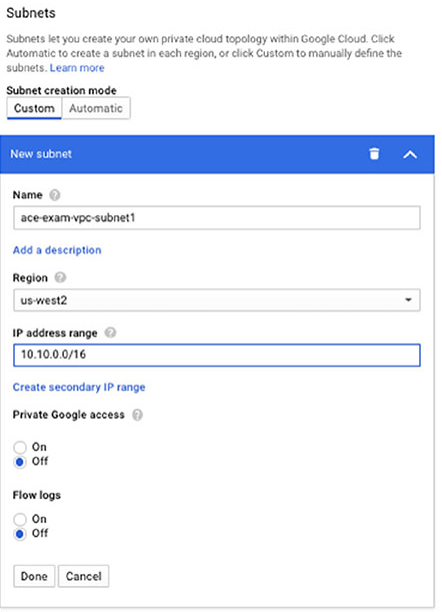 Subnets
Subnets let you create your own private cloud topology within Google Cloud. Click
Automatic to create a subnet in each region, or click Custom to manually define the
subnets. Learn more
Subnet creation mode
Custom Automatic
New subnet
Name ?
ace-exam-vpc-subnet1
Add a description
Region ?
us-west2
IP address range ?
10.10.0.0/16
Create secondary IP range
Private Google access ?
On
Off
Flow logs
On
Off
Done Cancel